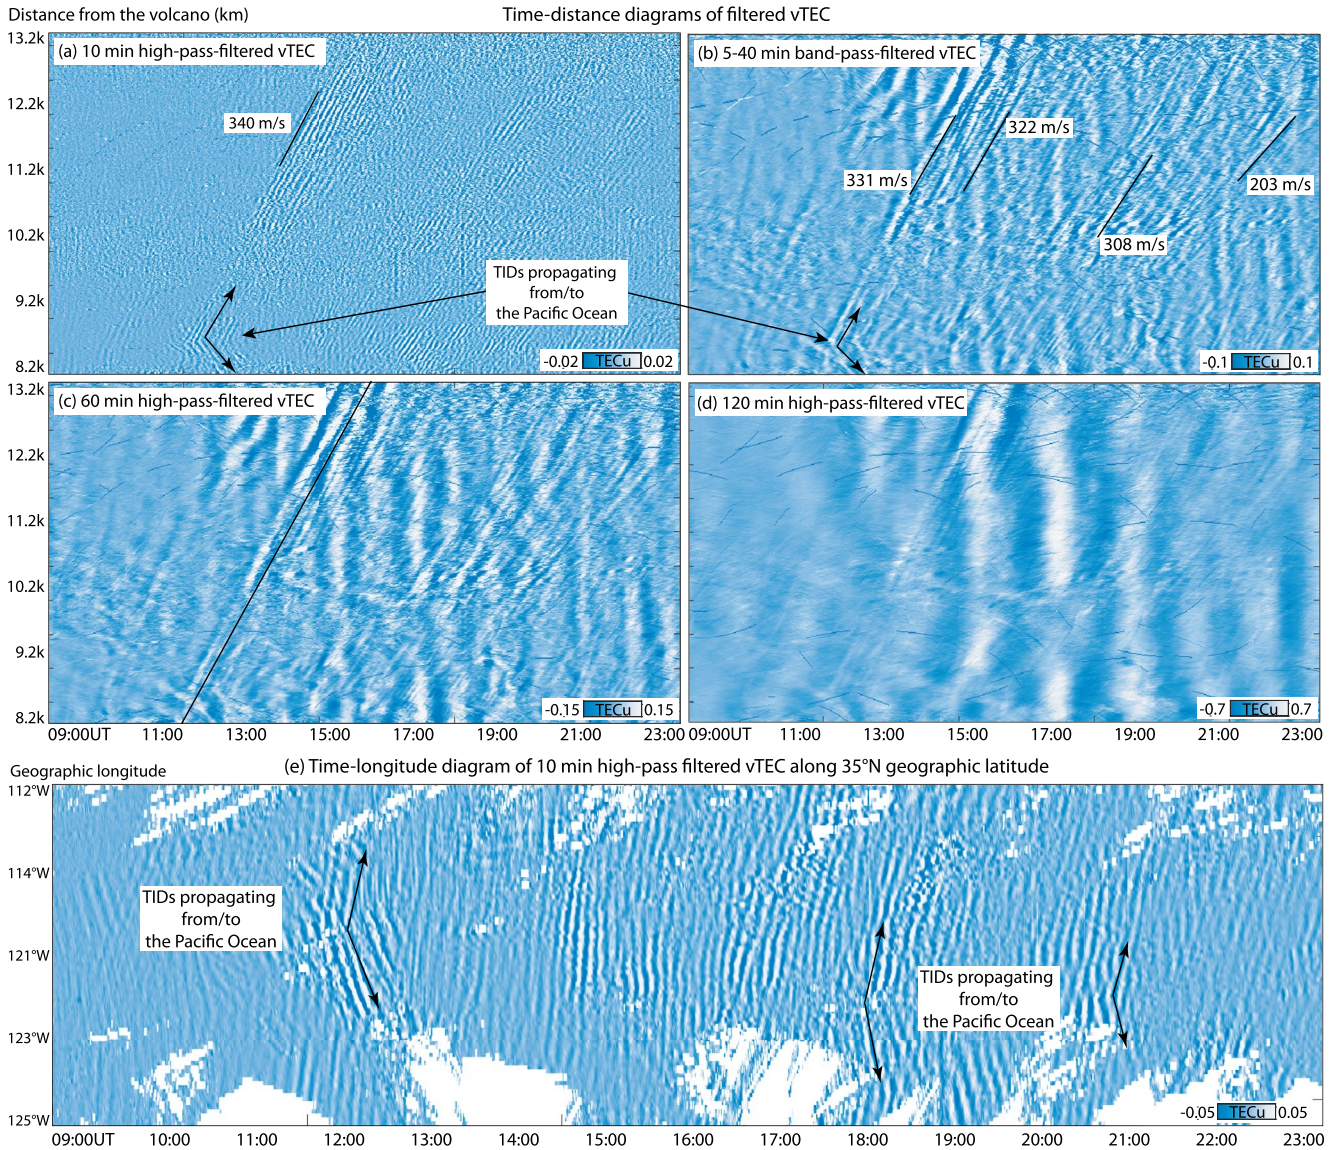 Distance from the volcano (km)
Time-distance diagrams of filtered vTEC
(a) 10 min high-pass-filtered vTEC
13.2k
12.2k
11.2k
10.2k
9.2k
8.2k
340 m/s
TIDs propagating
from/to
the Pacific Ocean
-0.02 TECu 0.02
(b) 5-40 min band-pass-filtered vTEC
331 m/s
322 m/s
308 m/s
203 m/s
-0.1 TECu 0.1
(c) 60 min high-pass-filtered vTEC
13.2k
12.2k
11.2k
10.2k
9.2k
8.2k
-0.15 TECu 0.15
09:00UT 11:00 13:00 15:00 17:00 19:00 21:00 23:00
(d) 120 min high-pass-filtered vTEC
-0.7 TECu 0.7
09:00UT 11:00 13:00 15:00 17:00 19:00 21:00 23:00
Geographic longitude
(e) Time-longitude diagram of 10 min high-pass filtered vTEC along 35°N geographic latitude
112°W
114°W
121°W
123°W
125°W
TIDs propagating
from/to
the Pacific Ocean
TIDs propagating
from/to
the Pacific Ocean
-0.05 TECu 0.05
09:00UT 10:00 11:00 12:00 13:00 14:00 15:00 16:00 17:00 18:00 19:00 20:00 21:00 22:00 23:00